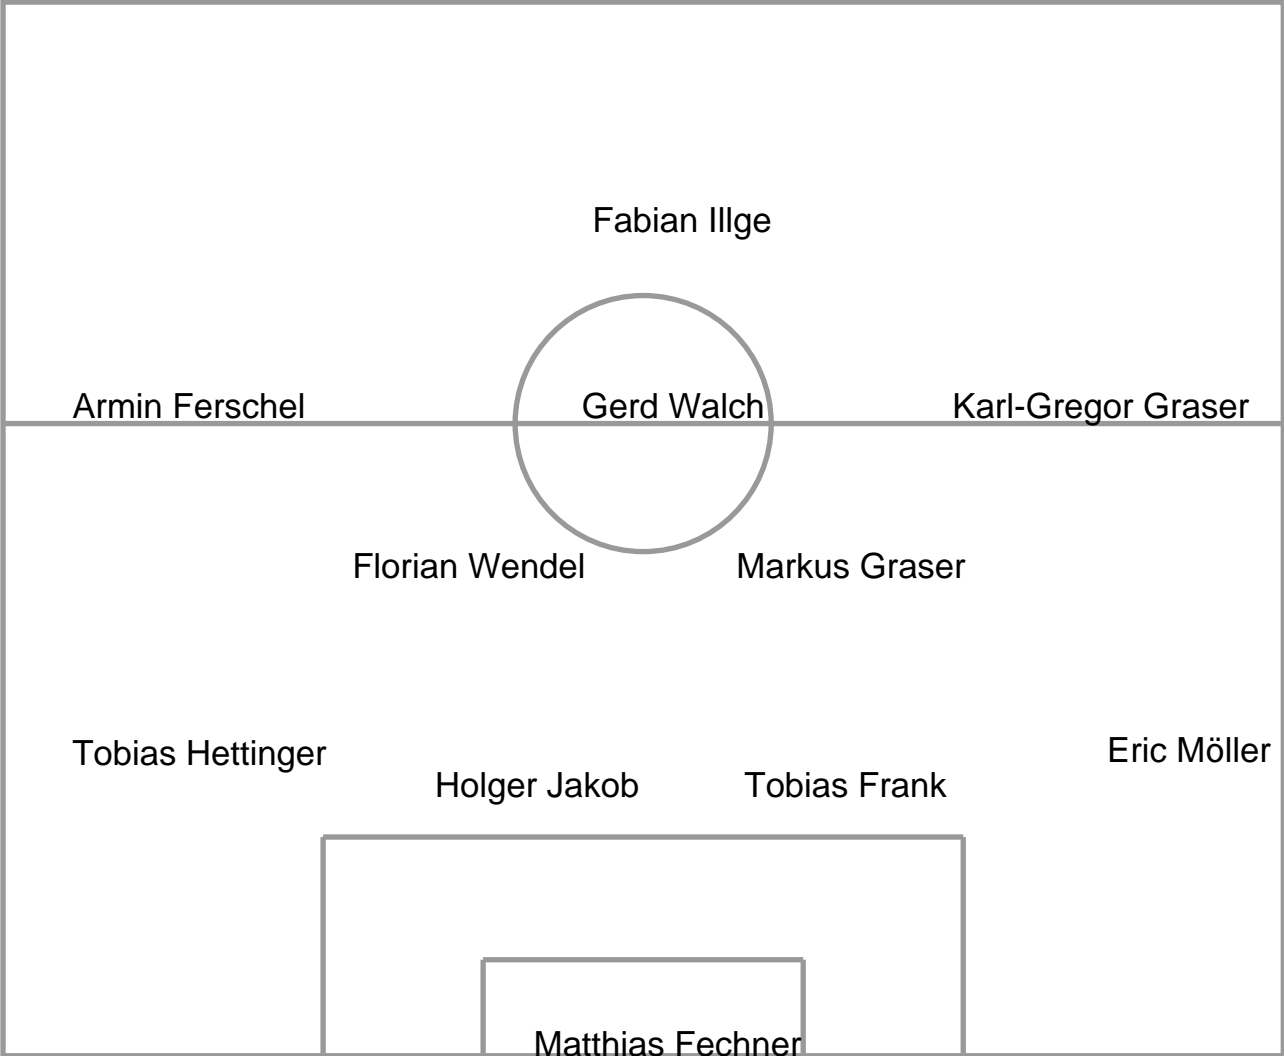 Fabian Illge
Armin Ferschel
Gerd Walch
Karl-Gregor Graser
Florian Wendel
Markus Graser
Tobias Hettinger
Eric Möller
Holger Jakob
Tobias Frank
Matthias Fechner